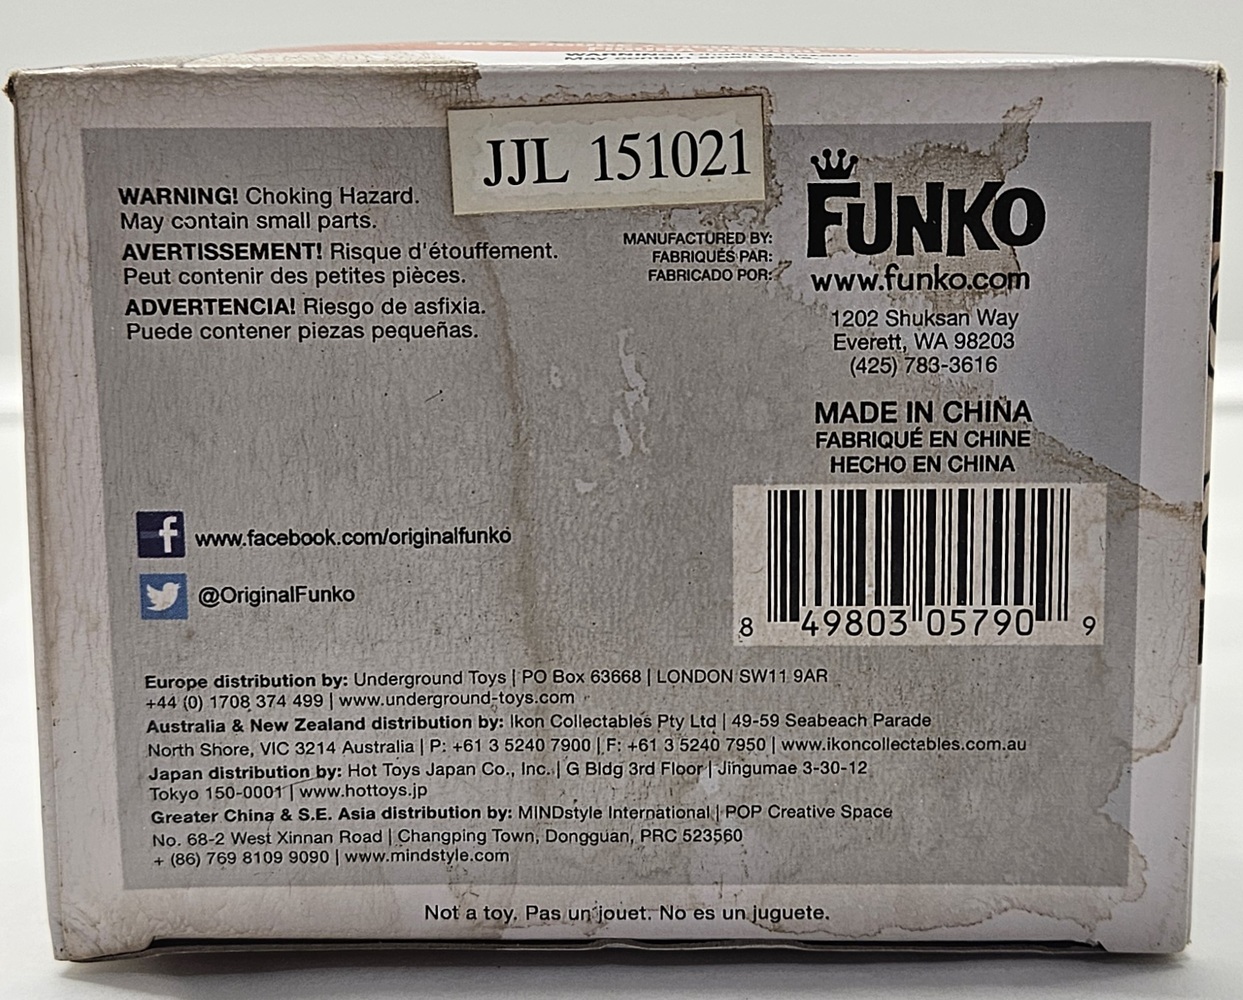 WARNING! Choking Hazard.
May contain small parts.
JJL 151021
WARNING! Choking Hazard.
May contain small parts.
AVERTISSEMENT! Risque d'étouffement.
Peut contenir des petites pièces.
ADVERTENCIA! Riesgo de asfixia.
Puede contener piezas pequeñas.
MANUFACTURED BY:
FABRIQUÉS PAR:
FABRICADO POR:
FUNKO
www.funko.com
1202 Shuksan Way
Everett, WA 98203
(425) 783-3616
MADE IN CHINA
FABRIQUÉ EN CHINE
HECHO EN CHINA
f www.facebook.com/originalfunko
@OriginalFunko
8 49803 05790 9
Europe distribution by: Underground Toys | PO Box 63668 | LONDON SW11 9AR
+44 (0) 1708 374 499 | www.underground-toys.com
Australia & New Zealand distribution by: Ikon Collectables Pty Ltd | 49-59 Seabeach Parade
North Shore, VIC 3214 Australia | P: +61 3 5240 7900 | F: +61 3 5240 7950 | www.ikoncollectables.com.au
Japan distribution by: Hot Toys Japan Co., Inc. | G Bldg 3rd Floor | Jingumae 3-30-12
Tokyo 150-0001 | www.hottoys.jp
Greater China & S.E. Asia distribution by: MINDstyle International | POP Creative Space
No. 68-2 West Xinnan Road | Changping Town, Dongguan, PRC 523560
+ (86) 769 8109 9090 | www.mindstyle.com
Not a toy. Pas un jouet. No es un juguete.